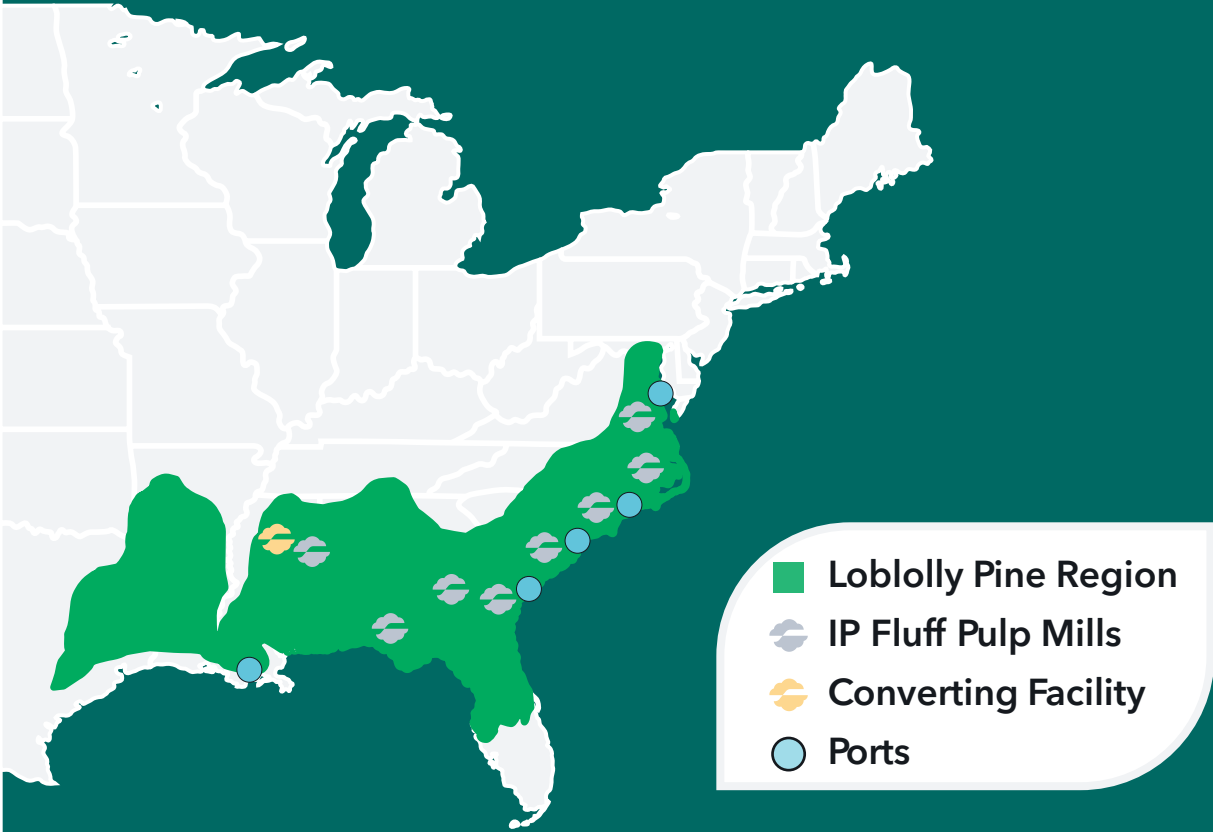 Loblolly Pine Region
IP Fluff Pulp Mills
Converting Facility
Ports